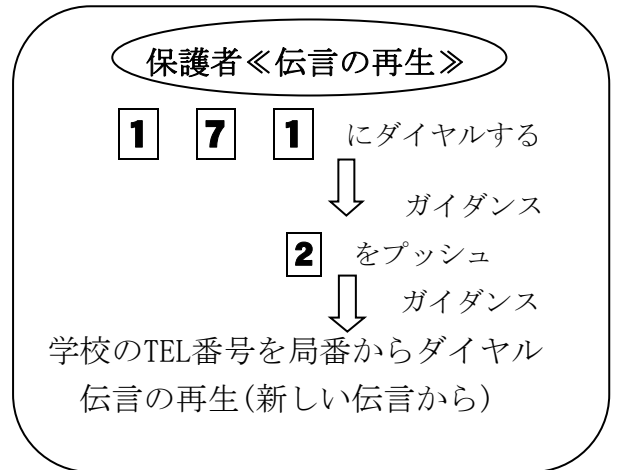 保護者≪伝言の再生≫
1 7 1 にダイヤルする
ガイダンス
2 をプッシュ
ガイダンス
学校のTEL番号を局番からダイヤル
伝言の再生(新しい伝言から)